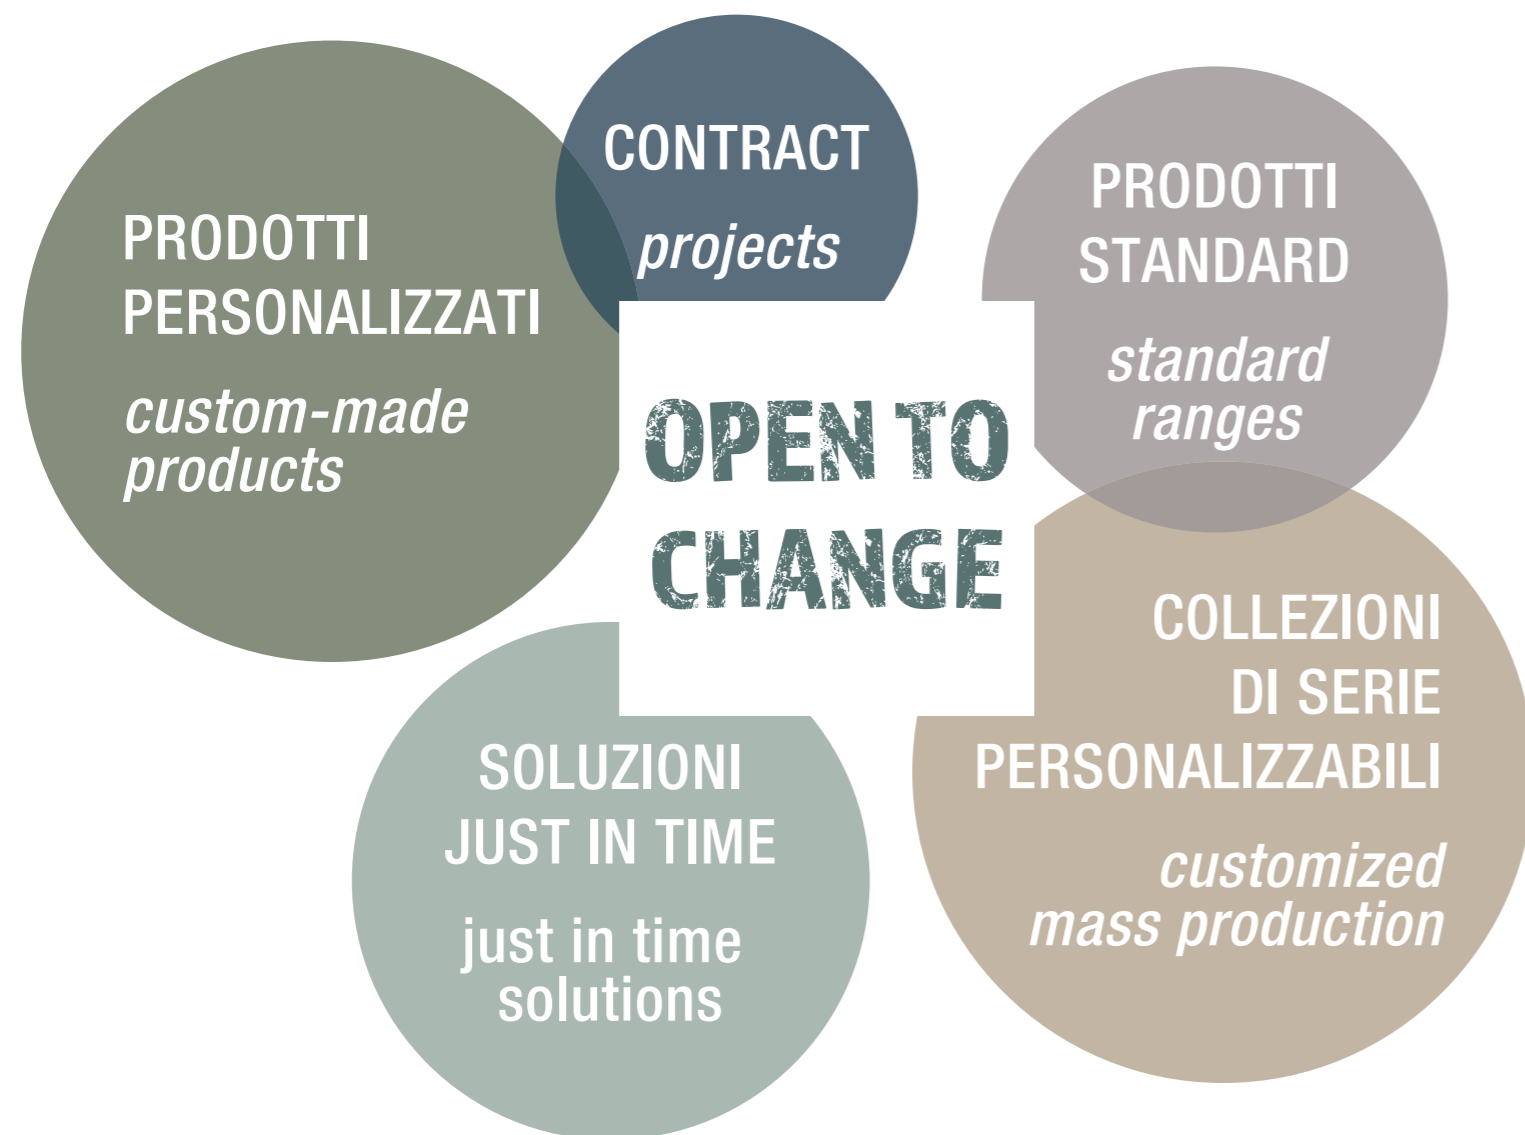 CONTRACT
projects
PRODOTTI
PERSONALIZZATI
custom-made
products
PRODOTTI
STANDARD
standard
ranges
OPEN TO
CHANGE
COLLEZIONI
DI SERIE
PERSONALIZZABILI
customized
mass production
SOLUZIONI
JUST IN TIME
just in time
solutions